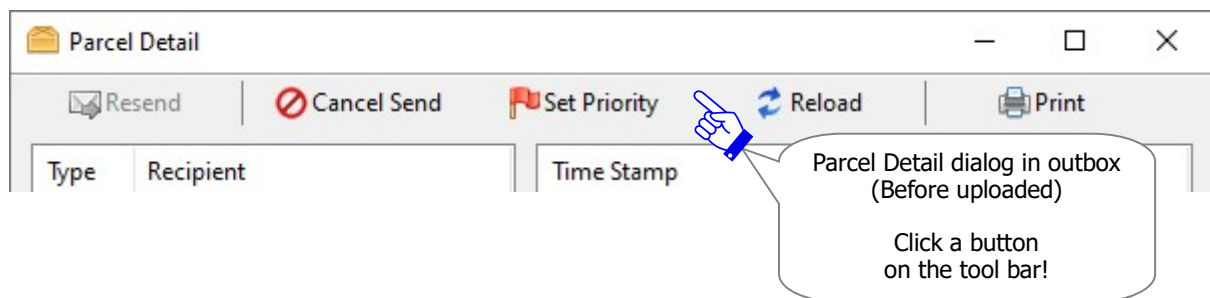 Parcel Detail
Resend Cancel Send Set Priority Reload Print
Type Recipient Time Stamp
Parcel Detail dialog in outbox
(Before uploaded)
Click a button
on the tool bar!